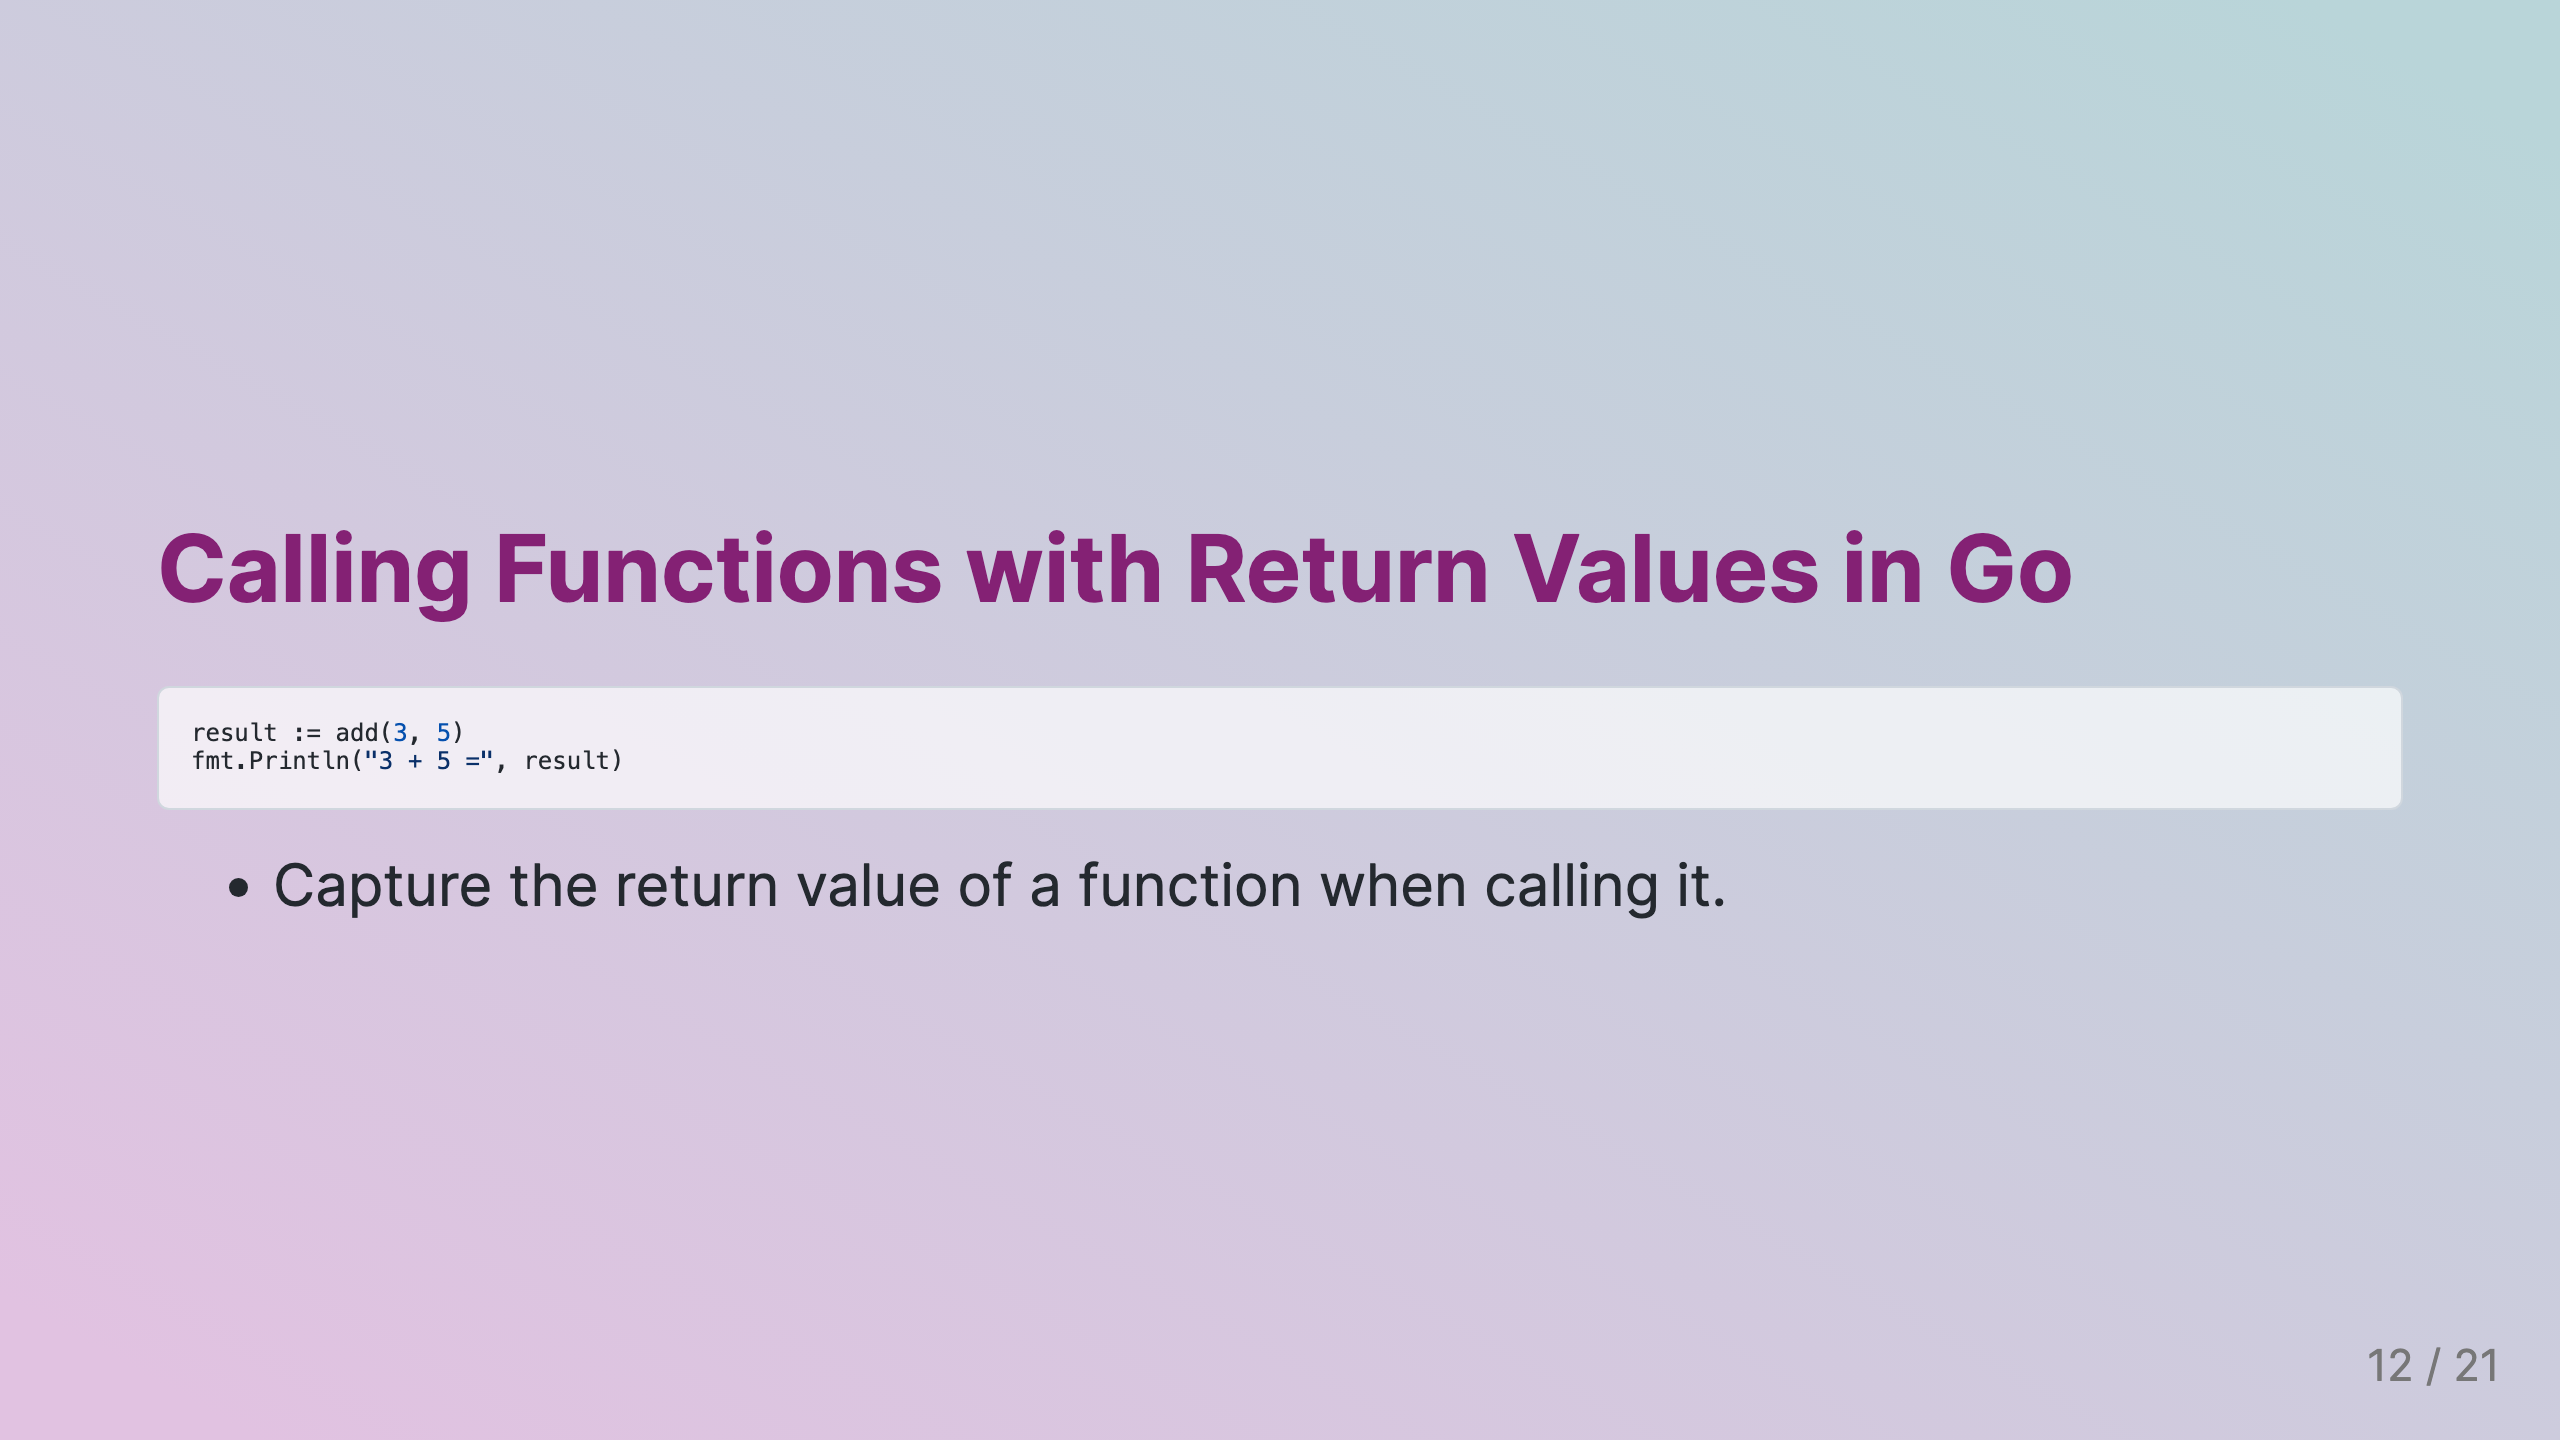 Calling Functions with Return Values in Go
result := add(3, 5)
fmt.Println("3 + 5 =", result)
• Capture the return value of a function when calling it.
12 / 21